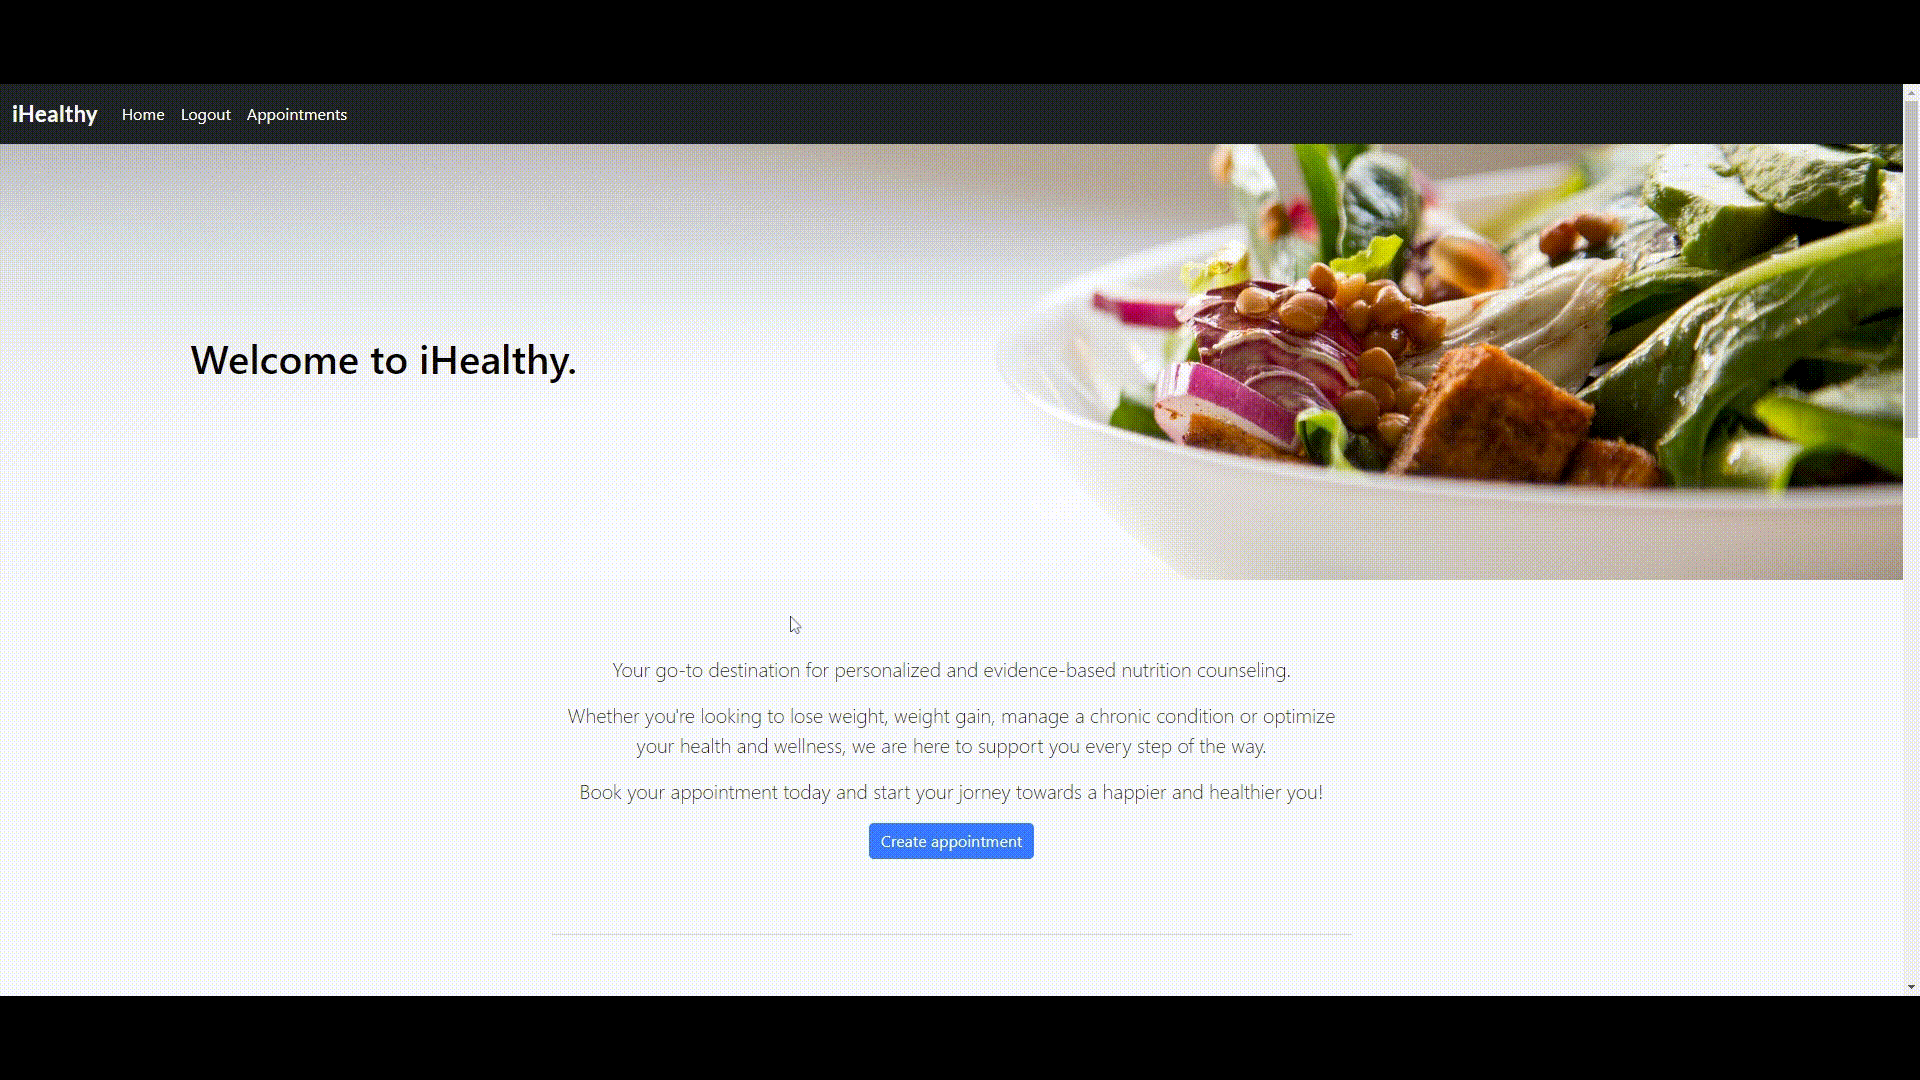 iHealthy Home Logout Appointments
Welcome to iHealthy.
Your go-to destination for personalized and evidence-based nutrition counseling.
Whether you're looking to lose weight, weight gain, manage a chronic condition or optimize
your health and wellness, we are here to support you every step of the way.
Book your appointment today and start your jorney towards a happier and healthier you!
Create appointment